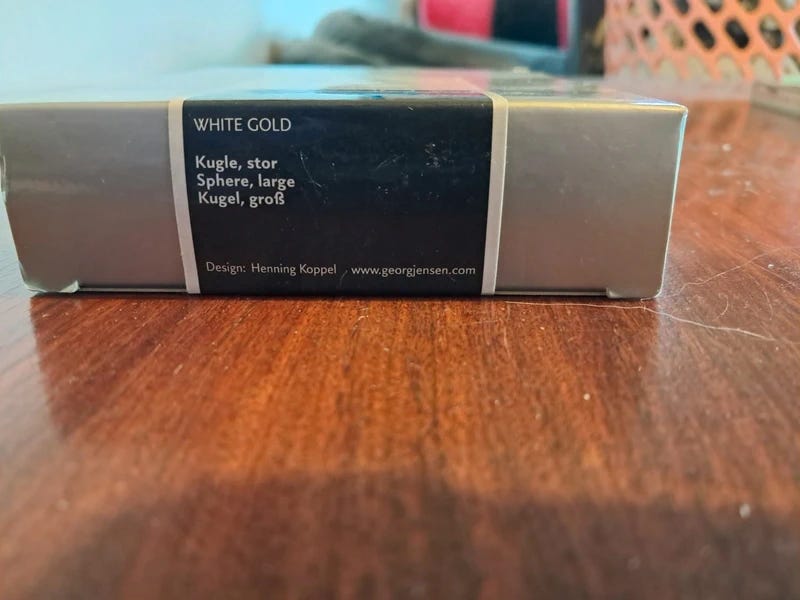 WHITE GOLD
Kugle, stor
Sphere, large
Kugel, groß
Design: Henning Koppel www.georgjensen.com